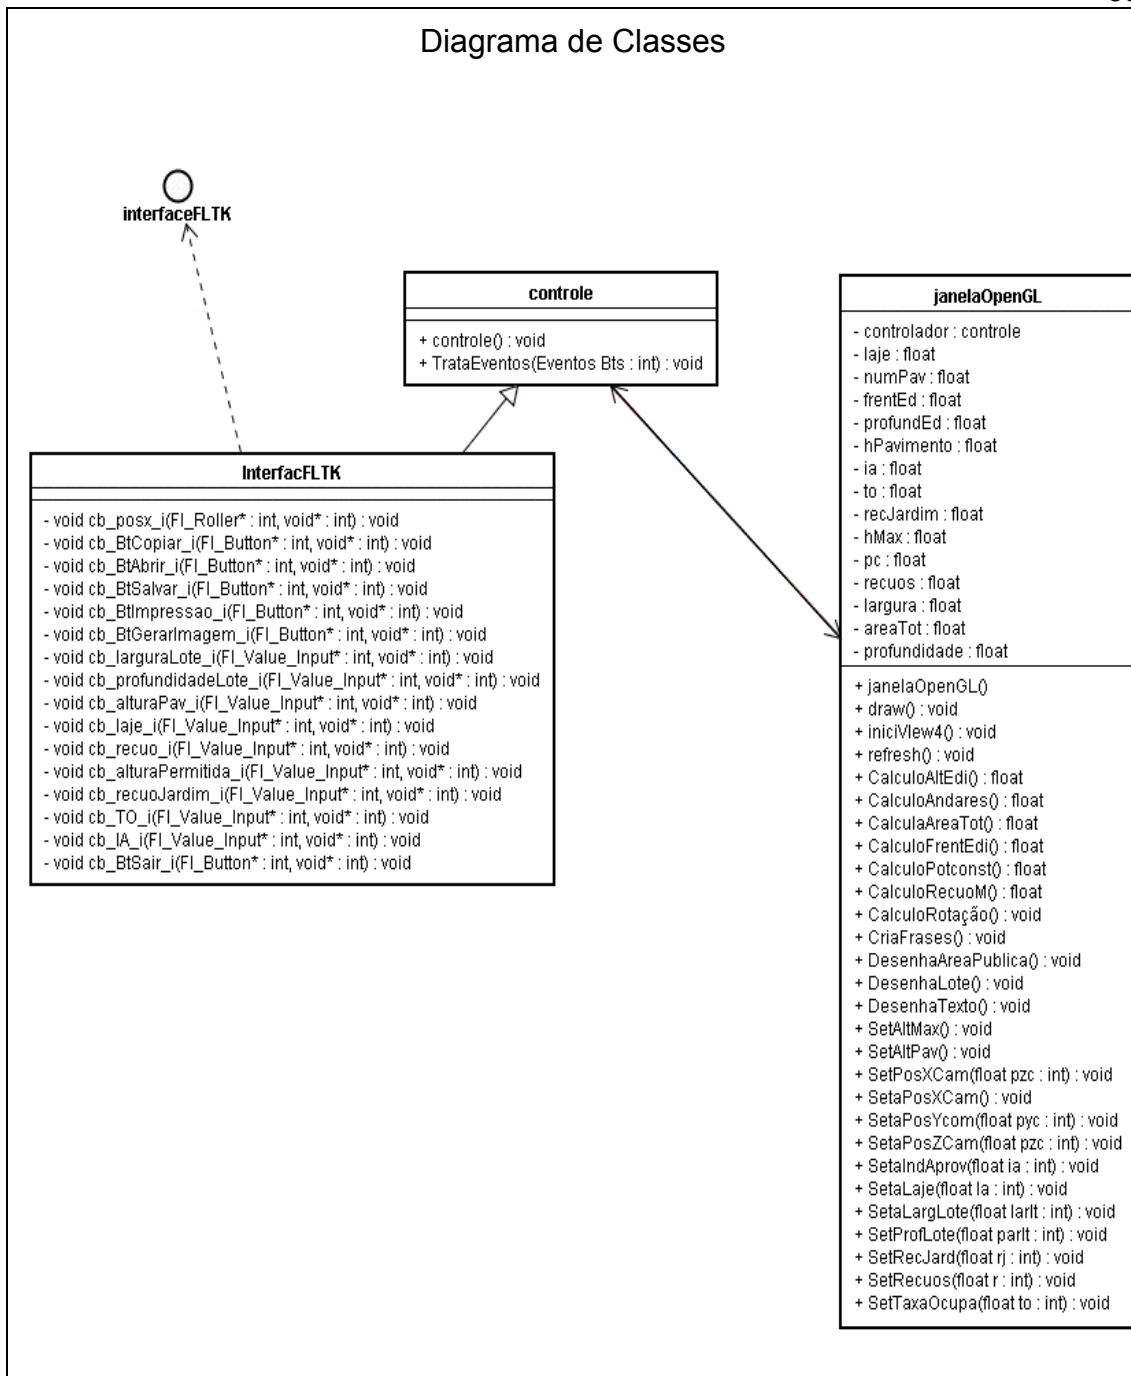 Diagrama de Classes
interfaceFLTK
controle
+ controle() : void
+ TrataEventos(Eventos Bts : int) : void
InterfacFLTK
- void cb_posx_i(Fl_Roller* : int, void* : int) : void
- void cb_BtCopiar_i(Fl_Button* : int, void* : int) : void
- void cb_BtAbrir_i(Fl_Button* : int, void* : int) : void
- void cb_BtSalvar_i(Fl_Button* : int, void* : int) : void
- void cb_BtImpressao_i(Fl_Button* : int, void* : int) : void
- void cb_BtGerarImagem_i(Fl_Button* : int, void* : int) : void
- void cb_larguraLote_i(Fl_Value_Input* : int, void* : int) : void
- void cb_profundidadeLote_i(Fl_Value_Input* : int, void* : int) : void
- void cb_alturaPav_i(Fl_Value_Input* : int, void* : int) : void
- void cb_laje_i(Fl_Value_Input* : int, void* : int) : void
- void cb_recuo_i(Fl_Value_Input* : int, void* : int) : void
- void cb_alturaPermitida_i(Fl_Value_Input* : int, void* : int) : void
- void cb_recuoJardim_i(Fl_Value_Input* : int, void* : int) : void
- void cb_TO_i(Fl_Value_Input* : int, void* : int) : void
- void cb_IA_i(Fl_Value_Input* : int, void* : int) : void
- void cb_BtSair_i(Fl_Button* : int, void* : int) : void
janelaOpenGL
- controlador : controle
- laje : float
- numPav : float
- frentEd : float
- profundEd : float
- hPavimento : float
- ia : float
- to : float
- recJardim : float
- hMax : float
- pc : float
- recuos : float
- largura : float
- areaTot : float
- profundidade : float
+ janelaOpenGL()
+ draw() : void
+ iniciVIew4() : void
+ refresh() : void
+ CalculoAltEdi() : float
+ CalculoAndares() : float
+ CalculaAreaTot() : float
+ CalculoFrentEdi() : float
+ CalculoPotconst() : float
+ CalculoRecuoM() : float
+ CalculoRotação() : void
+ CriaFrases() : void
+ DesenhaAreaPublica() : void
+ DesenhaLote() : void
+ DesenhaTexto() : void
+ SetAltMax() : void
+ SetAltPav() : void
+ SetPosXCam(float pzc : int) : void
+ SetaPosXCam() : void
+ SetaPosYcom(float pyc : int) : void
+ SetaPosZCam(float pzc : int) : void
+ SetaIndAprov(float ia : int) : void
+ SetaLaje(float la : int) : void
+ SetaLargLote(float larlt : int) : void
+ SetProfLote(float parlt : int) : void
+ SetRecJard(float rj : int) : void
+ SetRecuos(float r : int) : void
+ SetTaxaOcupa(float to : int) : void